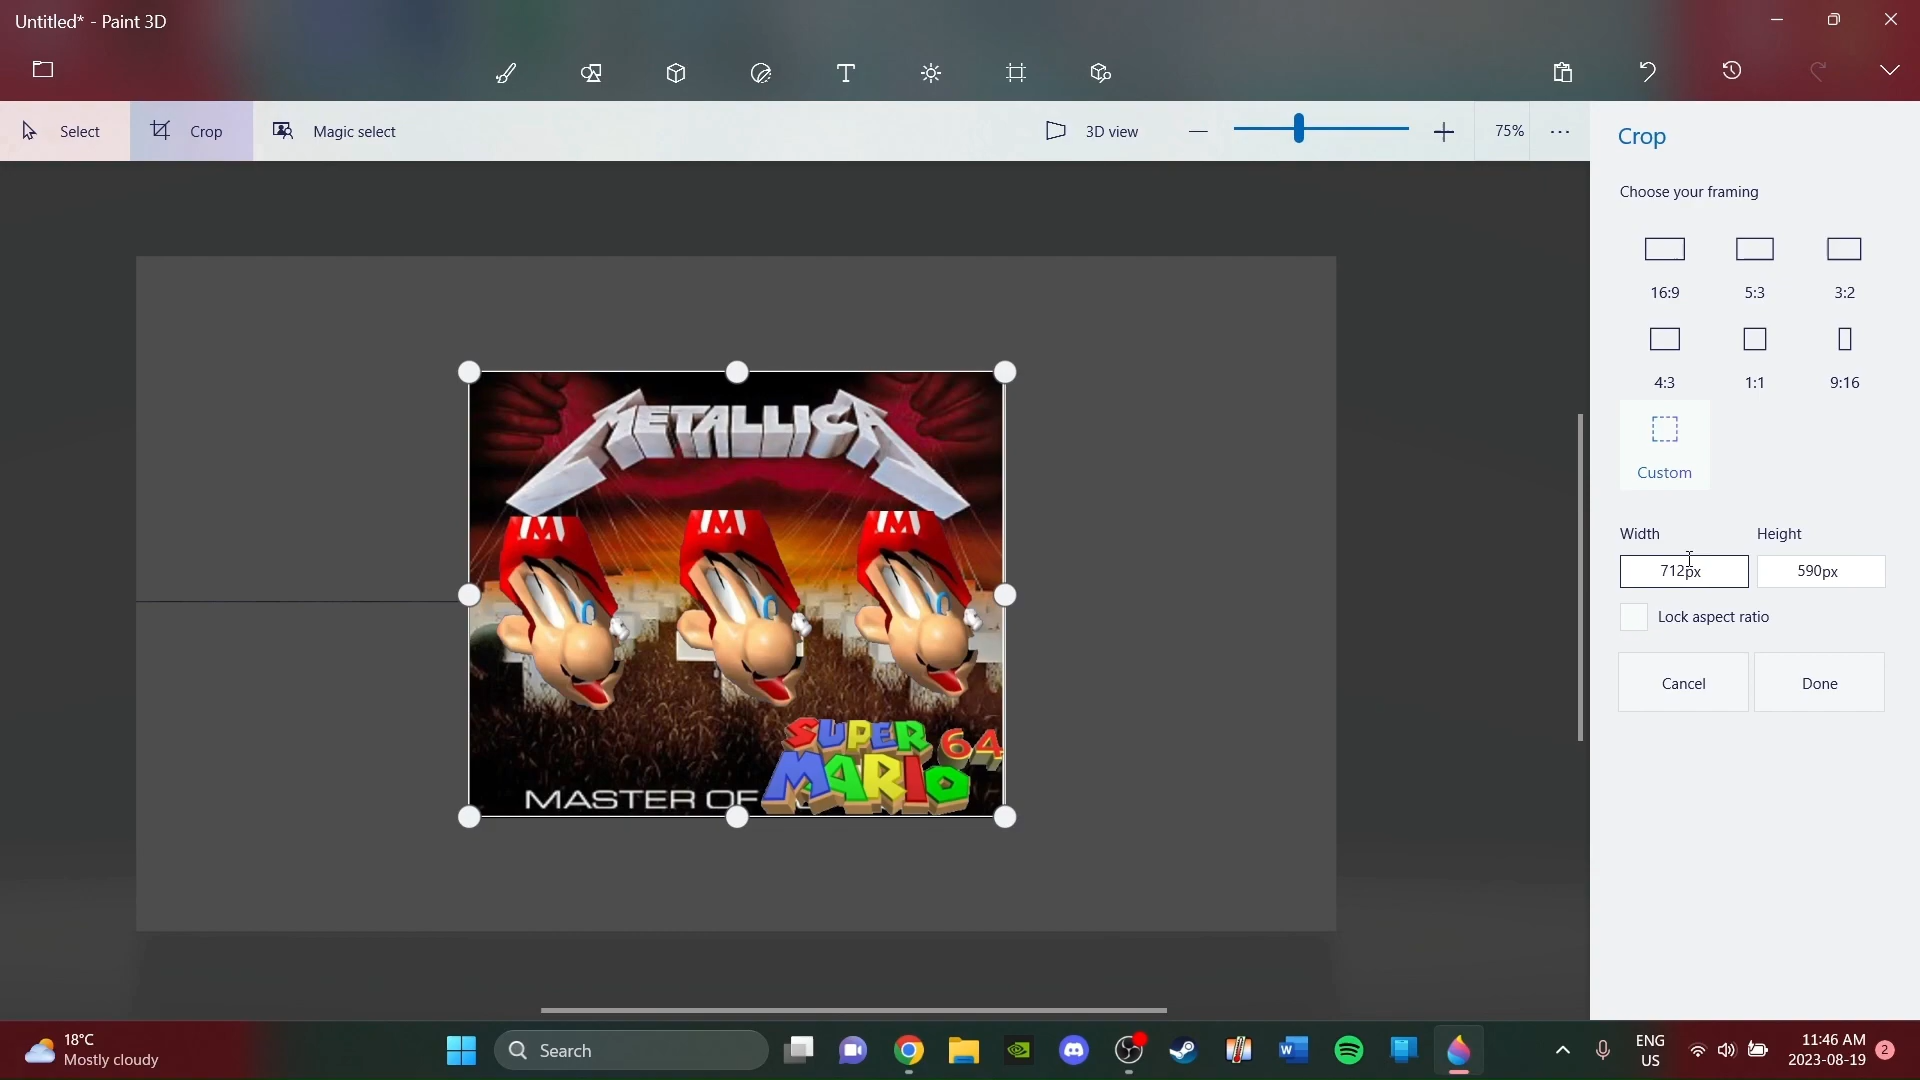 Untitled* - Paint 3D
Select
Crop
Magic select
3D view
75%
Crop
Choose your framing
16:9
5:3
3:2
4:3
1:1
9:16
Custom
Width
Height
712px
590px
Lock aspect ratio
Cancel
Done
METALLICA
M
M
M
SUPER
MARIO
64
MASTER OF
18°C
Mostly cloudy
Search
W
ENG
US
11:46 AM
2023-08-19
2